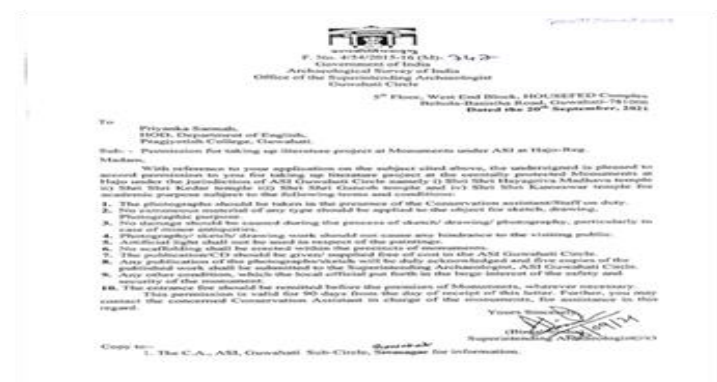 F. No. 4/34/2015-16 (M)-
Government of India
Archaeological Survey of India
Office of the Superintending Archaeologist
Guwahati Circle
5th Floor, West End Block, HOUSEFED Complex
Beltola-Basistha Road, Guwahati-781006
Dated the 20th September, 2021
To
Priyanka Sarmah,
HOD, Department of English,
Pragjyotish College, Guwahati.
Sub: - Permission for taking up literature project at Monuments under ASI at Hajo-Reg.
Madam,
With reference to your application on the subject cited above, the undersigned is pleased to
accord permission to you for taking up literature project at the centrally protected Monuments at
Hajo under the jurisdiction of ASI Guwahati Circle namely i) Shri Shri Hayagriva Madhava temple
ii) Shri Shri Kedar temple iii) Shri Shri Ganesh temple and iv) Shri Shri Kameswar temple for
academic purpose subject to the following terms and conditions:
1. The photographs should be taken in the presence of the Conservation assistant/Staff on duty.
2. No extraneous material of any type should be applied to the object for sketch, drawing,
Photographic purpose.
3. No damage should be caused during the process of sketch/ drawing/ photography, particularly in
case of minor antiquities.
4. Photography/ sketch/ drawing work should not cause any hindrance to the visiting public.
5. Artificial light shall not be used in respect of the paintings.
6. No scaffolding shall be erected within the precincts of monuments.
7. The publication/CD should be given/ supplied free of cost to the ASI Guwahati Circle.
8. Any publication of the photograph/sketch will be duly acknowledged and five copies of the
published work shall be submitted to the Superintending Archaeologist, ASI Guwahati Circle.
9. Any other condition, which the local official put forth in the larger interest of the safety and
security of the monument.
10. The entrance fee should be remitted before the premises of Monuments, wherever necessary.
This permission is valid for 90 days from the day of receipt of this letter. Further, you may
contact the concerned Conservation Assistant in charge of the monuments, for assistance in this
regard.
Yours sincerely
Superintending Archaeologist
Copy to:-
1. The C.A., ASI, Guwahati Sub-Circle, for information.